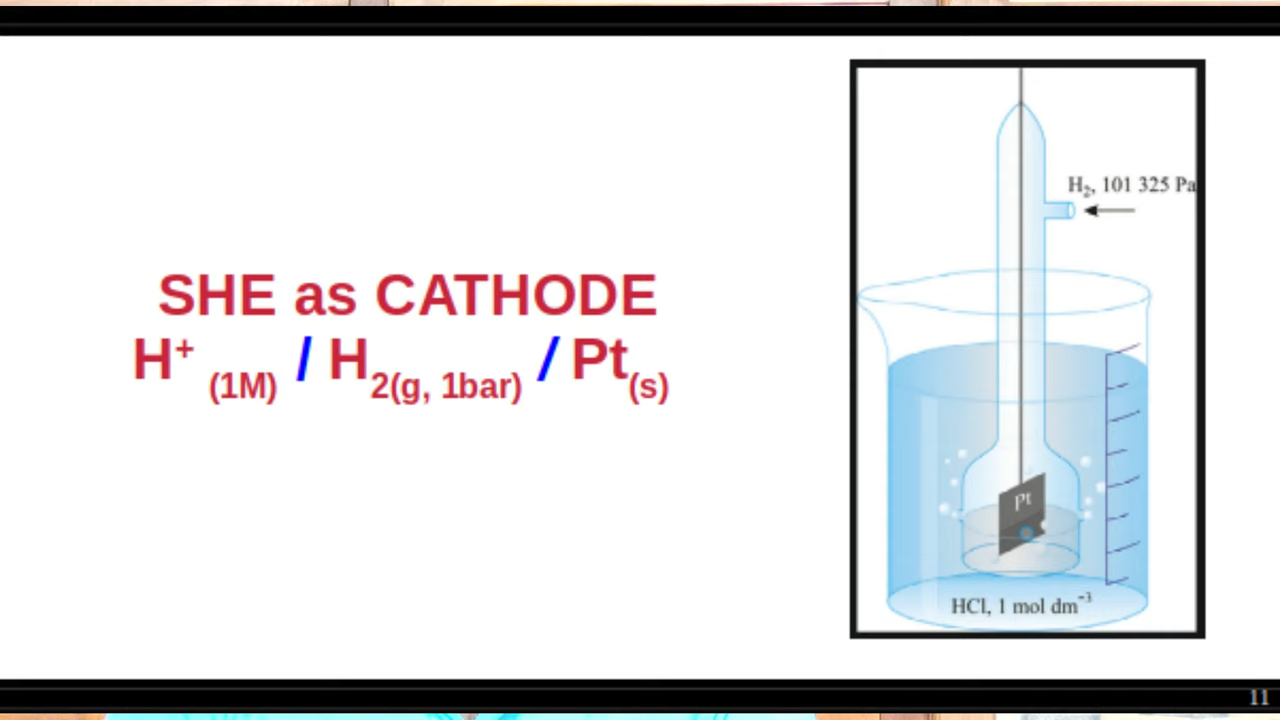 SHE as CATHODE
H⁺ (1M) / H₂(g, 1bar) / Pt(s)
H₂, 101 325 Pa
Pt
HCl, 1 mol dm⁻³
11